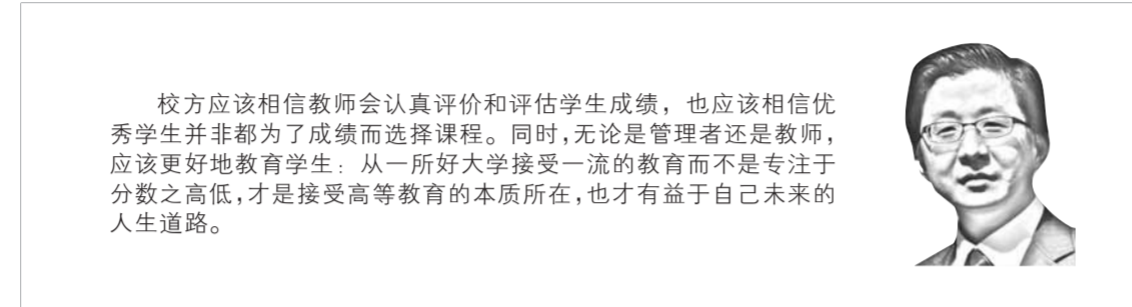 校方应该相信教师会认真评价和评估学生成绩，也应该相信优
秀学生并非都为了成绩而选择课程。同时,无论是管理者还是教师,
应该更好地教育学生：从一所好大学接受一流的教育而不是专注于
分数之高低,才是接受高等教育的本质所在,也才有益于自己未来的
人生道路。